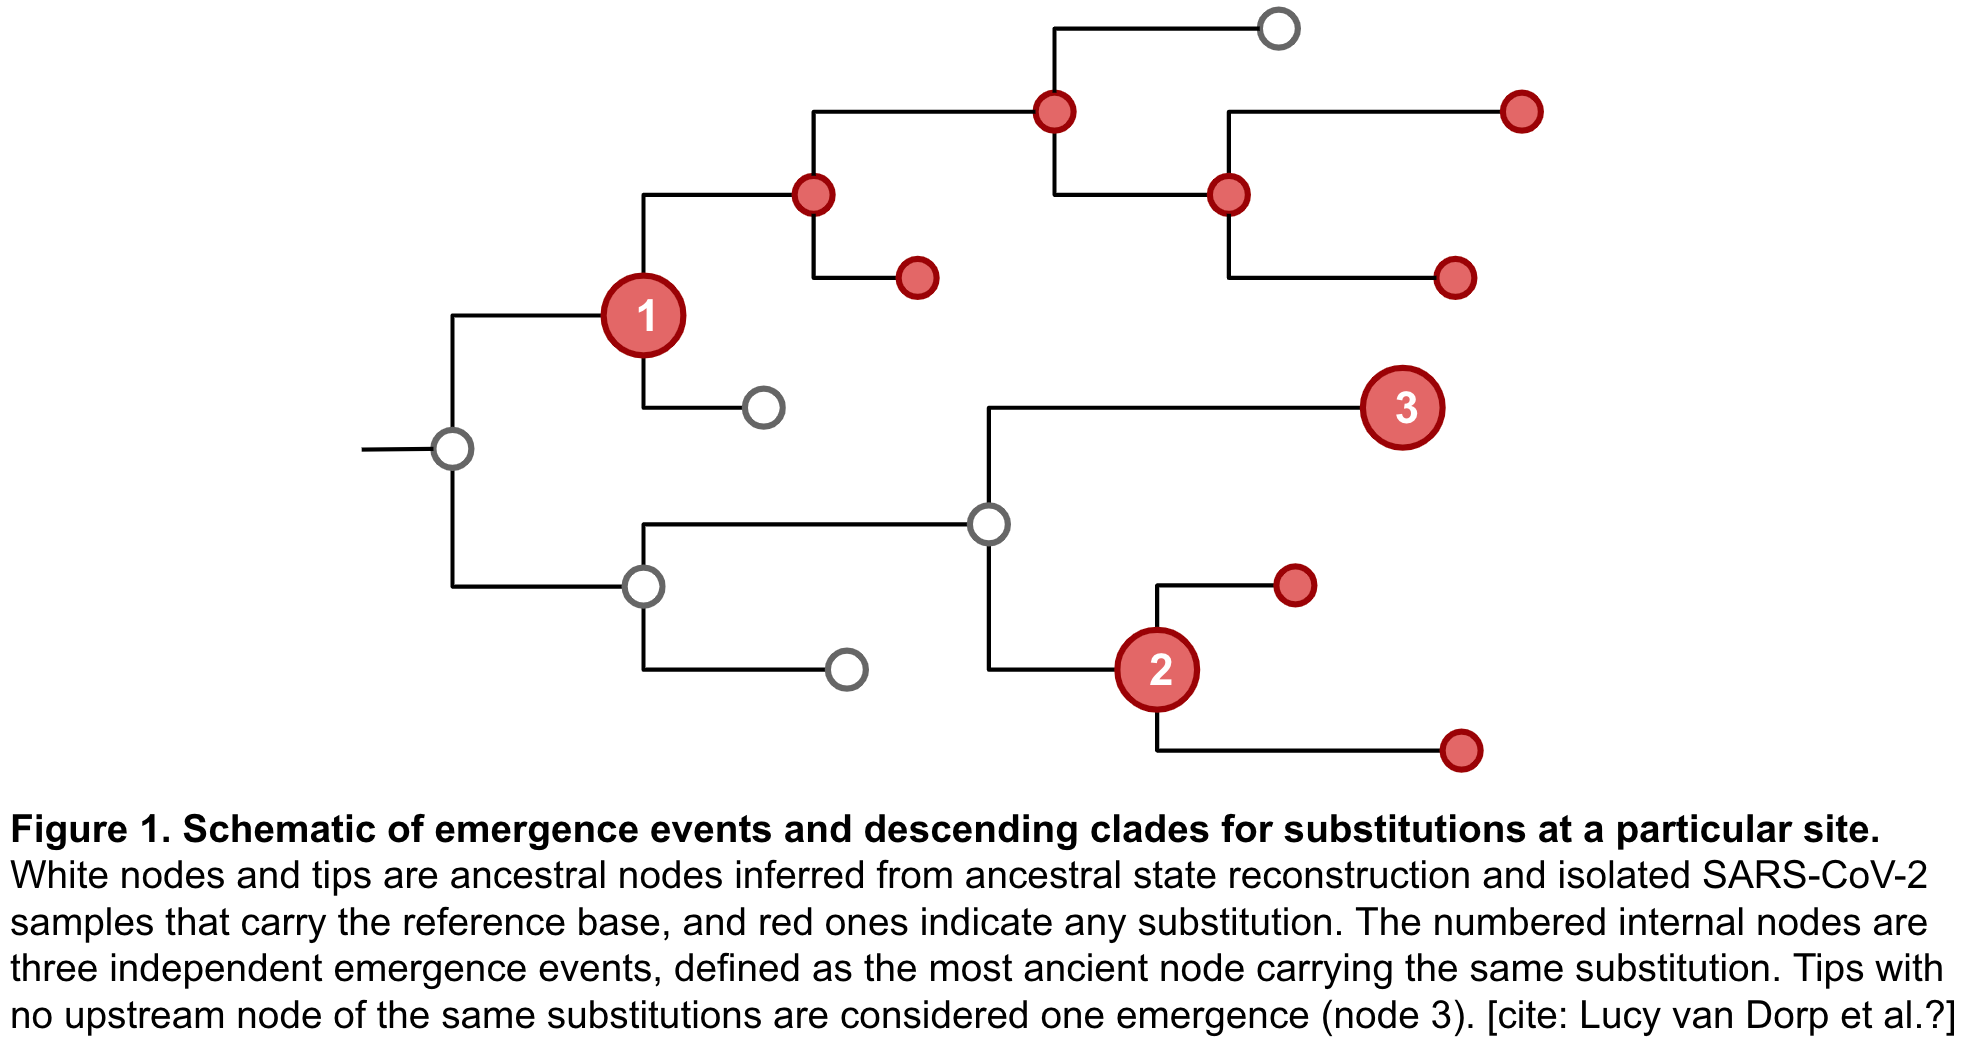 1
3
2
Figure 1. Schematic of emergence events and descending clades for substitutions at a particular site.
White nodes and tips are ancestral nodes inferred from ancestral state reconstruction and isolated SARS-CoV-2
samples that carry the reference base, and red ones indicate any substitution. The numbered internal nodes are
three independent emergence events, defined as the most ancient node carrying the same substitution. Tips with
no upstream node of the same substitutions are considered one emergence (node 3). [cite: Lucy van Dorp et al.?]